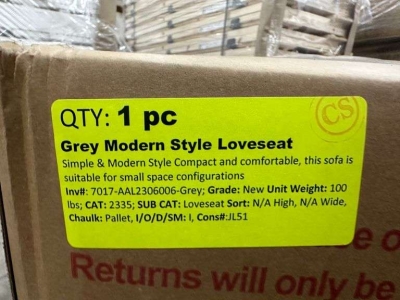 QTY: 1 pc
CS
Grey Modern Style Loveseat
Simple & Modern Style Compact and comfortable, this sofa is
suitable for small space configurations
Inv#: 7017-AAL2306006-Grey; Grade: New Unit Weight: 100
lbs; CAT: 2335; SUB CAT: Loveseat Sort: N/A High, N/A Wide,
Chaulk: Pallet, I/O/D/SM: I, Cons#:JL51
Returns will only be